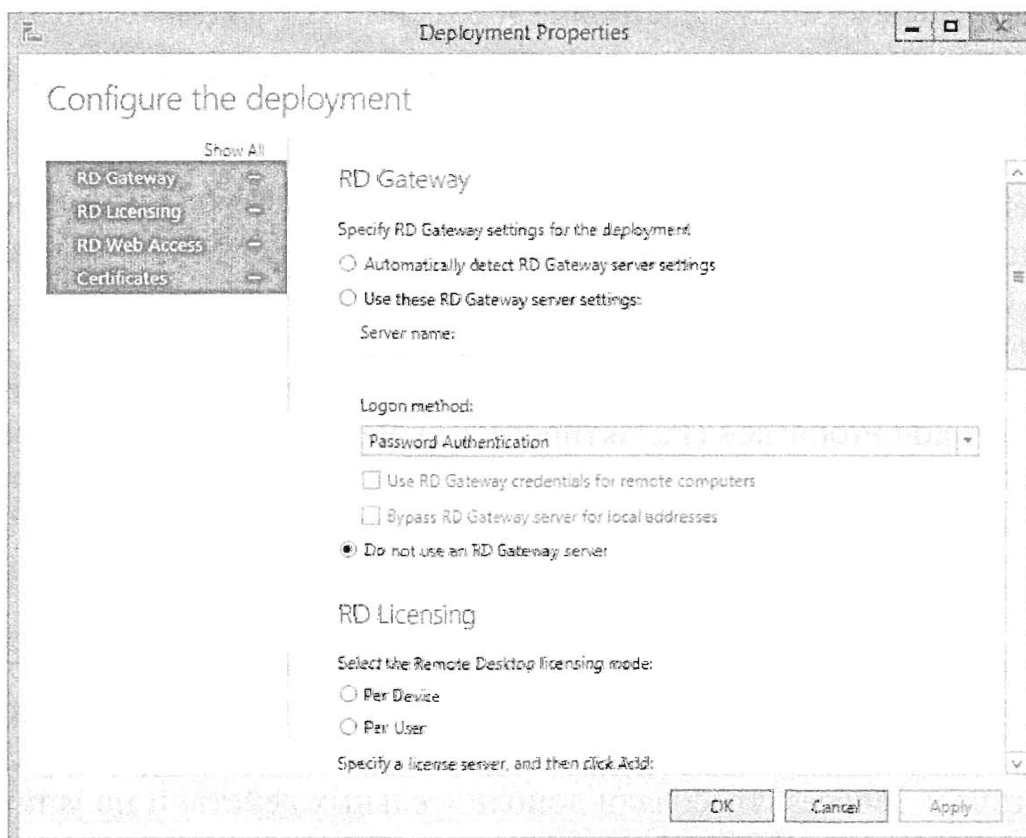 Deployment Properties
Configure the deployment
Show All
RD Gateway
RD Licensing
RD Web Access
Certificates
RD Gateway
Specify RD Gateway settings for the deployment
Automatically detect RD Gateway server settings
Use these RD Gateway server settings:
Server name:
Logon method:
Password Authentication
Use RD Gateway credentials for remote computers
Bypass RD Gateway server for local addresses
Do not use an RD Gateway server
RD Licensing
Select the Remote Desktop licensing mode:
Per Device
Per User
Specify a license server, and then click Add:
OK
Cancel
Apply